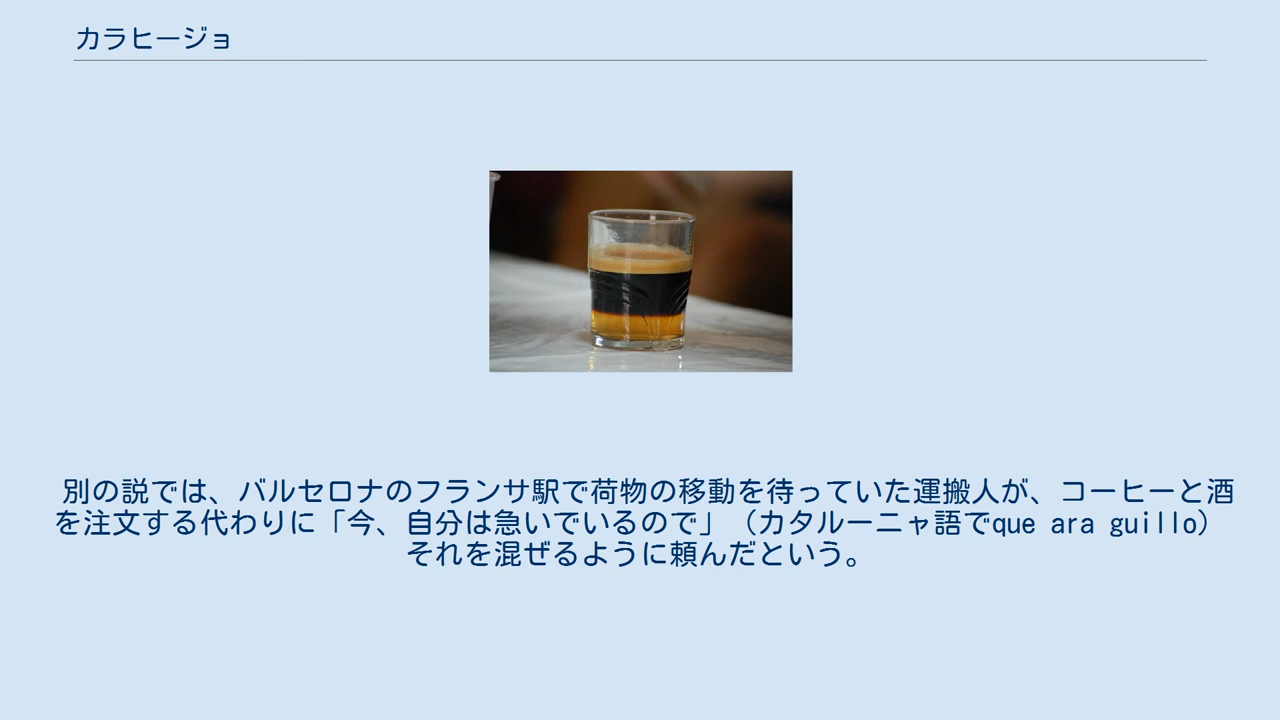 カラヒージョ
別の説では、バルセロナのフランサ駅で荷物の移動を待っていた運搬人が、コーヒーと酒
を注文する代わりに「今、自分は急いでいるので」（カタルーニャ語でque ara guillo）
それを混ぜるように頼んだという。